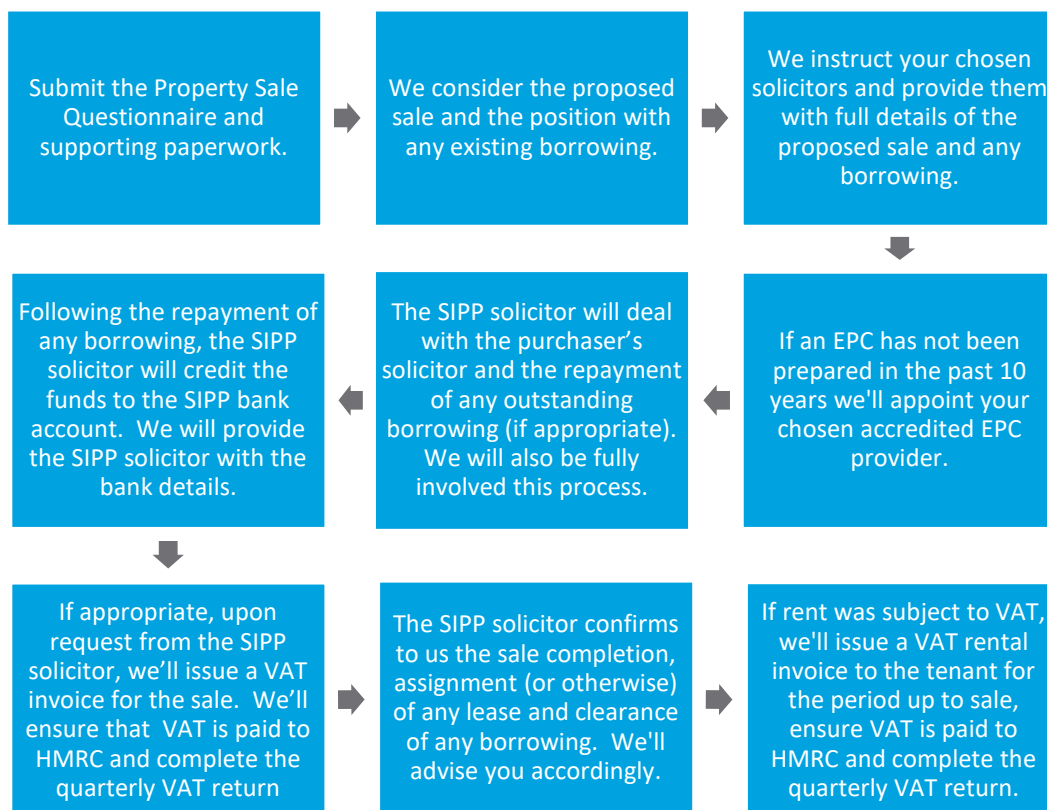 Submit the Property Sale
Questionnaire and
supporting paperwork.
We consider the proposed
sale and the position with
any existing borrowing.
We instruct your chosen
solicitors and provide them
with full details of the
proposed sale and any
borrowing.
If an EPC has not been
prepared in the past 10
years we'll appoint your
chosen accredited EPC
provider.
The SIPP solicitor will deal
with the purchaser’s
solicitor and the repayment
of any outstanding
borrowing (if appropriate).
We will also be fully
involved this process.
Following the repayment of
any borrowing, the SIPP
solicitor will credit the
funds to the SIPP bank
account. We will provide
the SIPP solicitor with the
bank details.
If appropriate, upon
request from the SIPP
solicitor, we’ll issue a VAT
invoice for the sale. We’ll
ensure that VAT is paid to
HMRC and complete the
quarterly VAT return
The SIPP solicitor confirms
to us the sale completion,
assignment (or otherwise)
of any lease and clearance
of any borrowing. We'll
advise you accordingly.
If rent was subject to VAT,
we'll issue a VAT rental
invoice to the tenant for
the period up to sale,
ensure VAT is paid to
HMRC and complete the
quarterly VAT return.